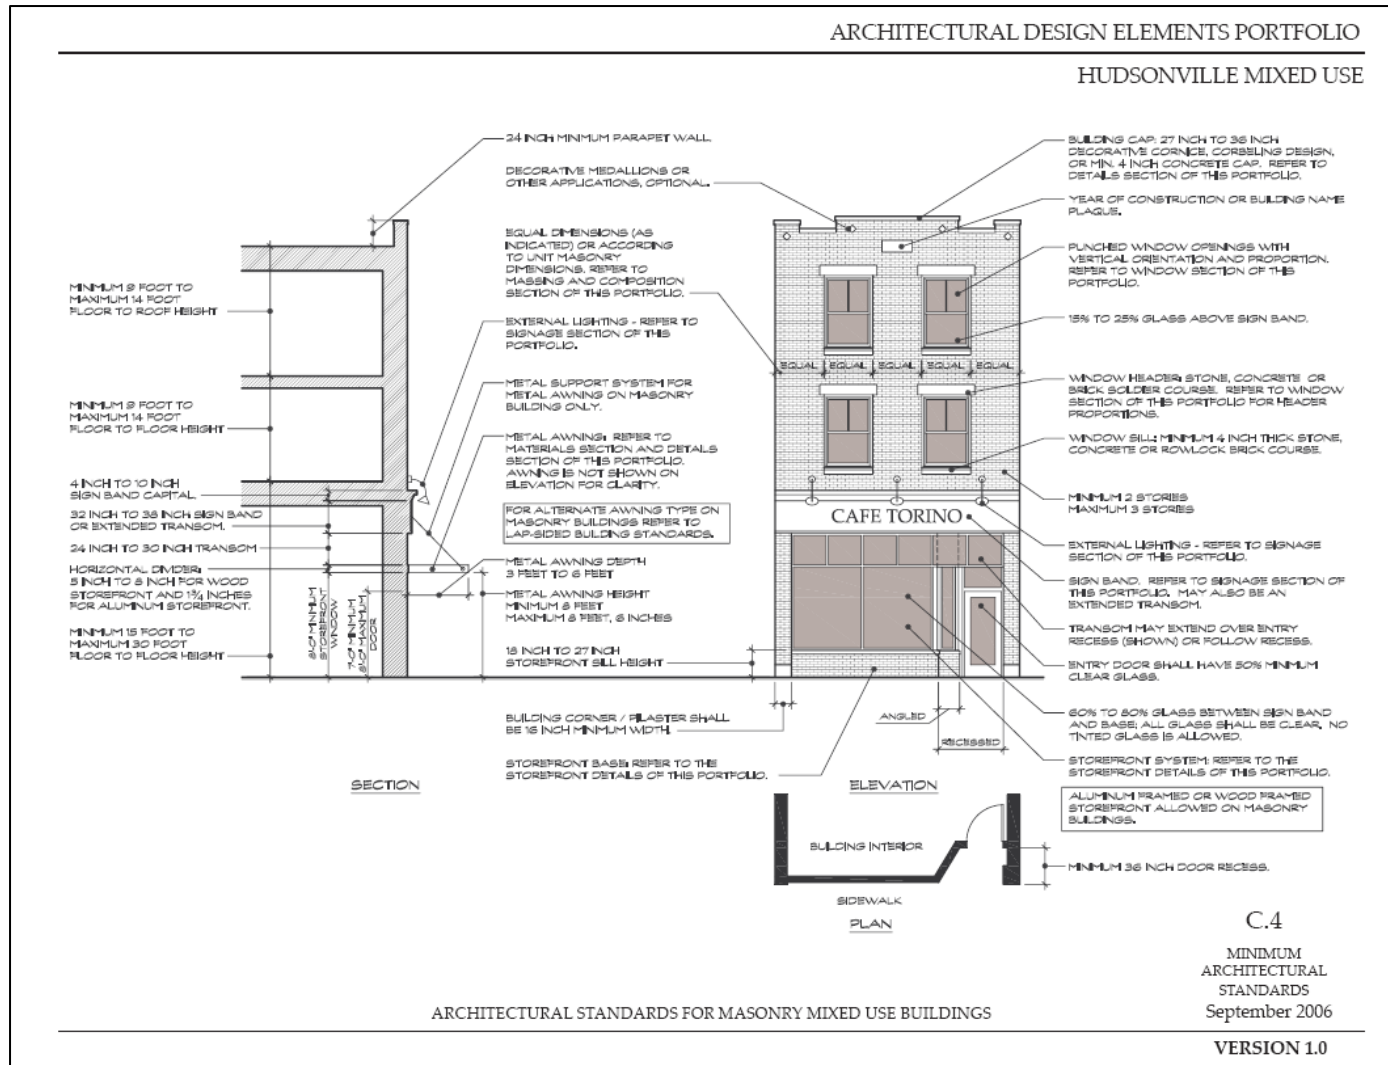 ARCHITECTURAL DESIGN ELEMENTS PORTFOLIO
HUDSONVILLE MIXED USE
24 INCH MINIMUM PARAPET WALL.
DECORATIVE MEDALLIONS OR
OTHER APPLICATIONS, OPTIONAL.
EQUAL DIMENSIONS (AS
INDICATED) OR ACCORDING
TO UNIT MASONRY
DIMENSIONS. REFER TO
MASSING AND COMPOSITION
SECTION OF THIS PORTFOLIO.
EXTERNAL LIGHTING - REFER TO
SIGNAGE SECTION OF THIS
PORTFOLIO.
METAL SUPPORT SYSTEM FOR
METAL AWNING ON MASONRY
BUILDING ONLY.
METAL AWNING: REFER TO
MATERIALS SECTION AND DETAILS
SECTION OF THIS PORTFOLIO.
AWNING IS NOT SHOWN ON
ELEVATION FOR CLARITY.
FOR ALTERNATE AWNING TYPE ON
MASONRY BUILDINGS REFER TO
LAP-SIDED BUILDING STANDARDS.
METAL AWNING DEPTH
3 FEET TO 6 FEET
METAL AWNING HEIGHT
MINIMUM 8 FEET
MAXIMUM 8 FEET, 6 INCHES
18 INCH TO 27 INCH
STOREFRONT SILL HEIGHT
BUILDING CORNER / PILASTER SHALL
BE 16 INCH MINIMUM WIDTH.
STOREFRONT BASE: REFER TO THE
STOREFRONT DETAILS OF THIS PORTFOLIO.
MINIMUM 9 FOOT TO
MAXIMUM 14 FOOT
FLOOR TO ROOF HEIGHT
MINIMUM 9 FOOT TO
MAXIMUM 14 FOOT
FLOOR TO FLOOR HEIGHT
4 INCH TO 10 INCH
SIGN BAND CAPITAL.
32 INCH TO 38 INCH SIGN BAND
OR EXTENDED TRANSOM.
24 INCH TO 30 INCH TRANSOM
HORIZONTAL DIVIDER:
5 INCH TO 8 INCH FOR WOOD
STOREFRONT AND 1¾ INCHES
FOR ALUMINUM STOREFRONT.
MINIMUM 15 FOOT TO
MAXIMUM 30 FOOT
FLOOR TO FLOOR HEIGHT
8'-0" MINIMUM
STOREFRONT
WINDOW
7'-0" MINIMUM
8'-0" MAXIMUM
DOOR
SECTION
EQUAL EQUAL EQUAL EQUAL EQUAL
CAFE TORINO
ANGLED
RECESSED
ELEVATION
BUILDING INTERIOR
SIDEWALK
PLAN
BUILDING CAP: 27 INCH TO 36 INCH
DECORATIVE CORNICE, CORBELING DESIGN,
OR MIN. 4 INCH CONCRETE CAP. REFER TO
DETAILS SECTION OF THIS PORTFOLIO.
YEAR OF CONSTRUCTION OR BUILDING NAME
PLAQUE.
PUNCHED WINDOW OPENINGS WITH
VERTICAL ORIENTATION AND PROPORTION.
REFER TO WINDOW SECTION OF THIS
PORTFOLIO.
15% TO 25% GLASS ABOVE SIGN BAND.
WINDOW HEADER: STONE, CONCRETE OR
BRICK SOLDIER COURSE. REFER TO WINDOW
SECTION OF THIS PORTFOLIO FOR HEADER
PROPORTIONS.
WINDOW SILL: MINIMUM 4 INCH THICK STONE,
CONCRETE OR ROWLOCK BRICK COURSE.
MINIMUM 2 STORIES
MAXIMUM 3 STORIES
EXTERNAL LIGHTING - REFER TO SIGNAGE
SECTION OF THIS PORTFOLIO.
SIGN BAND. REFER TO SIGNAGE SECTION OF
THIS PORTFOLIO. MAY ALSO BE AN
EXTENDED TRANSOM.
TRANSOM MAY EXTEND OVER ENTRY
RECESS (SHOWN) OR FOLLOW RECESS.
ENTRY DOOR SHALL HAVE 50% MINIMUM
CLEAR GLASS.
60% TO 80% GLASS BETWEEN SIGN BAND
AND BASE; ALL GLASS SHALL BE CLEAR. NO
TINTED GLASS IS ALLOWED.
STOREFRONT SYSTEM: REFER TO THE
STOREFRONT DETAILS OF THIS PORTFOLIO.
ALUMINUM FRAMED OR WOOD FRAMED
STOREFRONT ALLOWED ON MASONRY
BUILDINGS.
MINIMUM 36 INCH DOOR RECESS.
C.4
MINIMUM
ARCHITECTURAL
STANDARDS
September 2006
ARCHITECTURAL STANDARDS FOR MASONRY MIXED USE BUILDINGS
VERSION 1.0